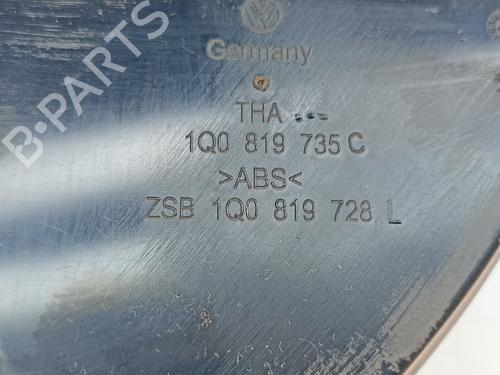 B-PARTS
Germany
THA
1Q0 819 735 C
>ABS<
ZSB 1Q0 819 728 L